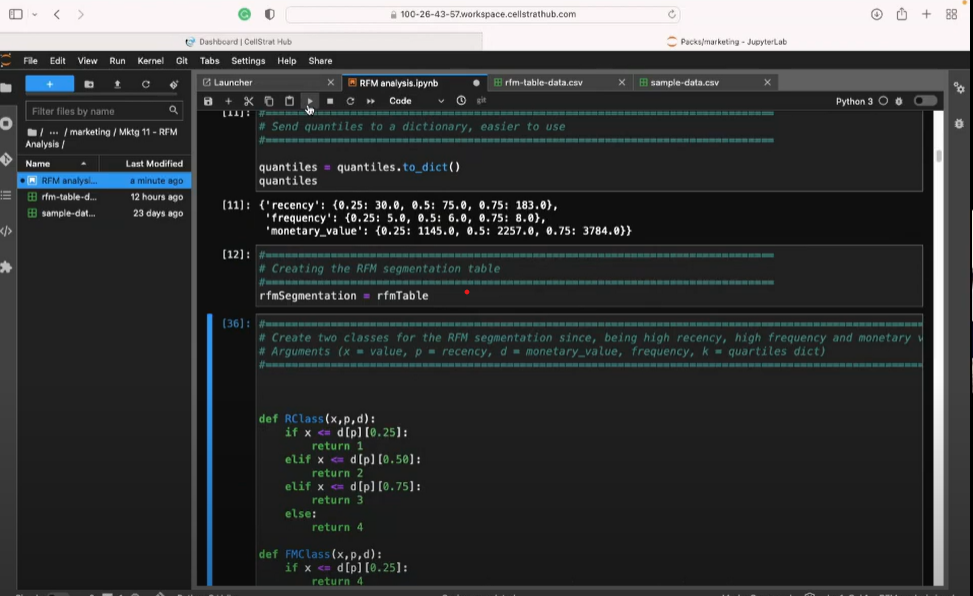 100-26-43-57.workspace.cellstrathub.com
Dashboard | CellStrat Hub
Packs/marketing - JupyterLab
File Edit View Run Kernel Git Tabs Settings Help Share
Launcher
RFM analysis.ipynb
rfm-table-data.csv
sample-data.csv
Code
git
Python 3
Filter files by name
/ ··· / marketing / Mktg 11 - RFM
Analysis /
Name Last Modified
RFM analysi... a minute ago
rfm-table-d... 12 hours ago
sample-dat... 23 days ago
[11]: #==============================
# Send quantiles to a dictionary, easier to use
#==============================
quantiles = quantiles.to_dict()
quantiles
[11]: {'recency': {0.25: 30.0, 0.5: 75.0, 0.75: 183.0},
'frequency': {0.25: 5.0, 0.5: 6.0, 0.75: 8.0},
'monetary_value': {0.25: 1145.0, 0.5: 2257.0, 0.75: 3784.0}}
[12]: #==============================
# Creating the RFM segmentation table
#==============================
rfmSegmentation = rfmTable
[36]: #==============================
# Create two classes for the RFM segmentation since, being high recency, high frequency and monetary v
# Arguments (x = value, p = recency, d = monetary_value, frequency, k = quartiles dict)
#==============================
def RClass(x,p,d):
if x <= d[p][0.25]:
return 1
elif x <= d[p][0.50]:
return 2
elif x <= d[p][0.75]:
return 3
else:
return 4
def FMClass(x,p,d):
if x <= d[p][0.25]:
return 4